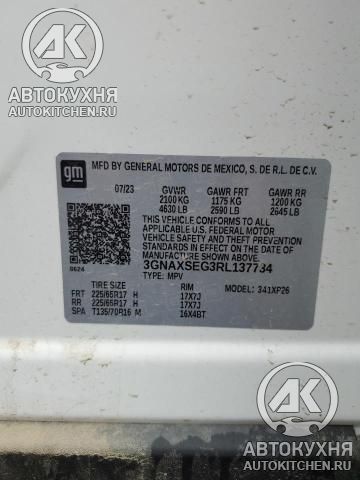 АК
АВТОКУХНЯ
AUTOKITCHEN.RU
gm
MFD BY GENERAL MOTORS DE MEXICO, S. DE R.L. DE C.V.
07/23 GVWR GAWR FRT GAWR RR
2100 KG 1175 KG 1200 KG
4630 LB 2590 LB 2645 LB
THIS VEHICLE CONFORMS TO ALL
APPLICABLE U.S. FEDERAL MOTOR
VEHICLE SAFETY AND THEFT
PREVENTION STANDARDS IN EFFECT
ON THE DATE OF MANUFACTURE
SHOWN ABOVE.
3GNAXSEG3RL137784
0624 TYPE: MPV
TIRE SIZE RIM MODEL: 341XP26
FRT 225/65R17 H 17X7J
RR 225/65R17 H 17X7J
SPA T135/70R16 M 16X4BT
АК
АВТОКУХНЯ
AUTOKITCHEN.RU